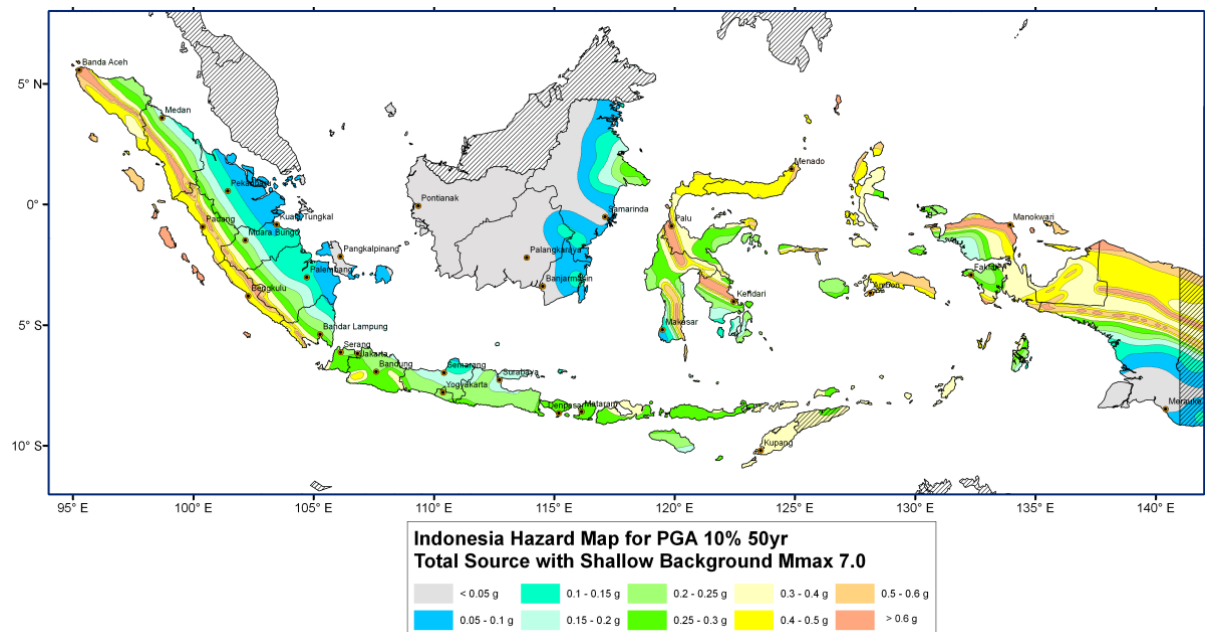 5° N
0°
5° S
10° S
Banda Aceh
Medan
Pekanbaru
Padang
Kuala Tungkal
Muara Bungo
Pangkalpinang
Palembang
Bengkulu
Bandar Lampung
Serang
Jakarta
Bandung
Semarang
Surabaya
Yogyakarta
Denpasar
Mataram
Kupang
Pontianak
Samarinda
Palangkaraya
Banjarmasin
Menado
Palu
Kendari
Makasar
Ambon
Manokwari
Fakfak
95° E
100° E
105° E
110° E
115° E
120° E
125° E
130° E
135° E
140° E
Indonesia Hazard Map for PGA 10% 50yr
Total Source with Shallow Background Mmax 7.0
< 0.05 g
0.1 - 0.15 g
0.2 - 0.25 g
0.3 - 0.4 g
0.5 - 0.6 g
0.05 - 0.1 g
0.15 - 0.2 g
0.25 - 0.3 g
0.4 - 0.5 g
> 0.6 g